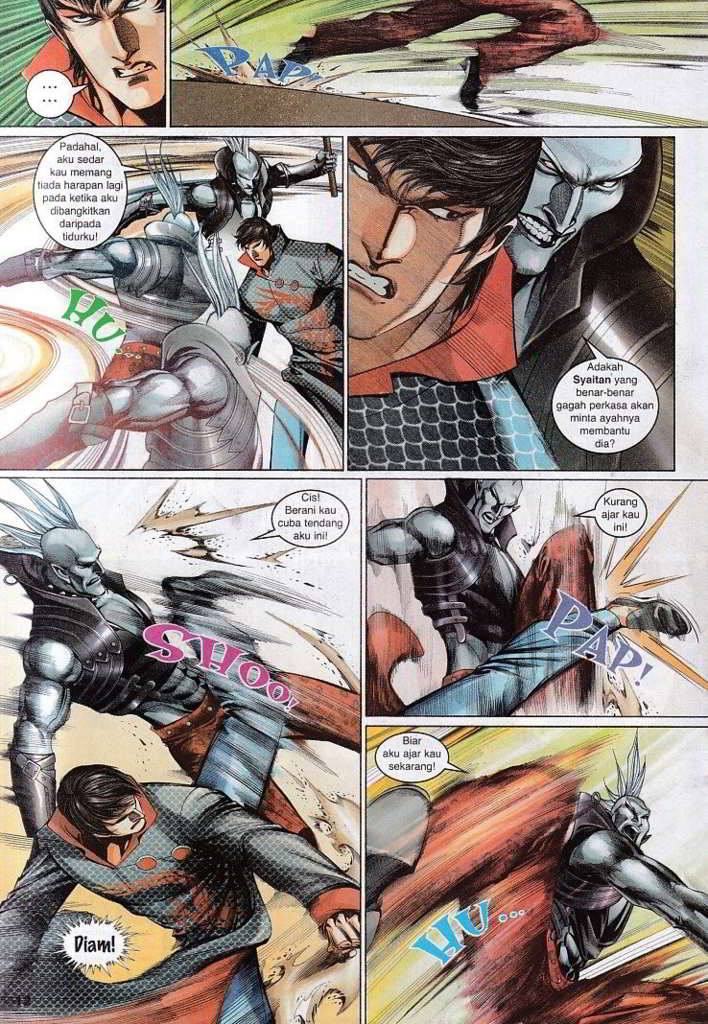 ...
...
PAP!
Padahal,
aku sedar
kau memang
tiada harapan lagi
pada ketika aku
dibangkitkan
daripada
tidurku!
HU...
Adakah
Syaitan yang
benar-benar
gagah perkasa akan
minta ayahnya
membantu
dia?
Cis!
Berani kau
cuba tendang
aku ini!
SHOO!
Diam!
Kurang
ajar kau
ini!
PAP!
Biar
aku ajar kau
sekarang!
HU...